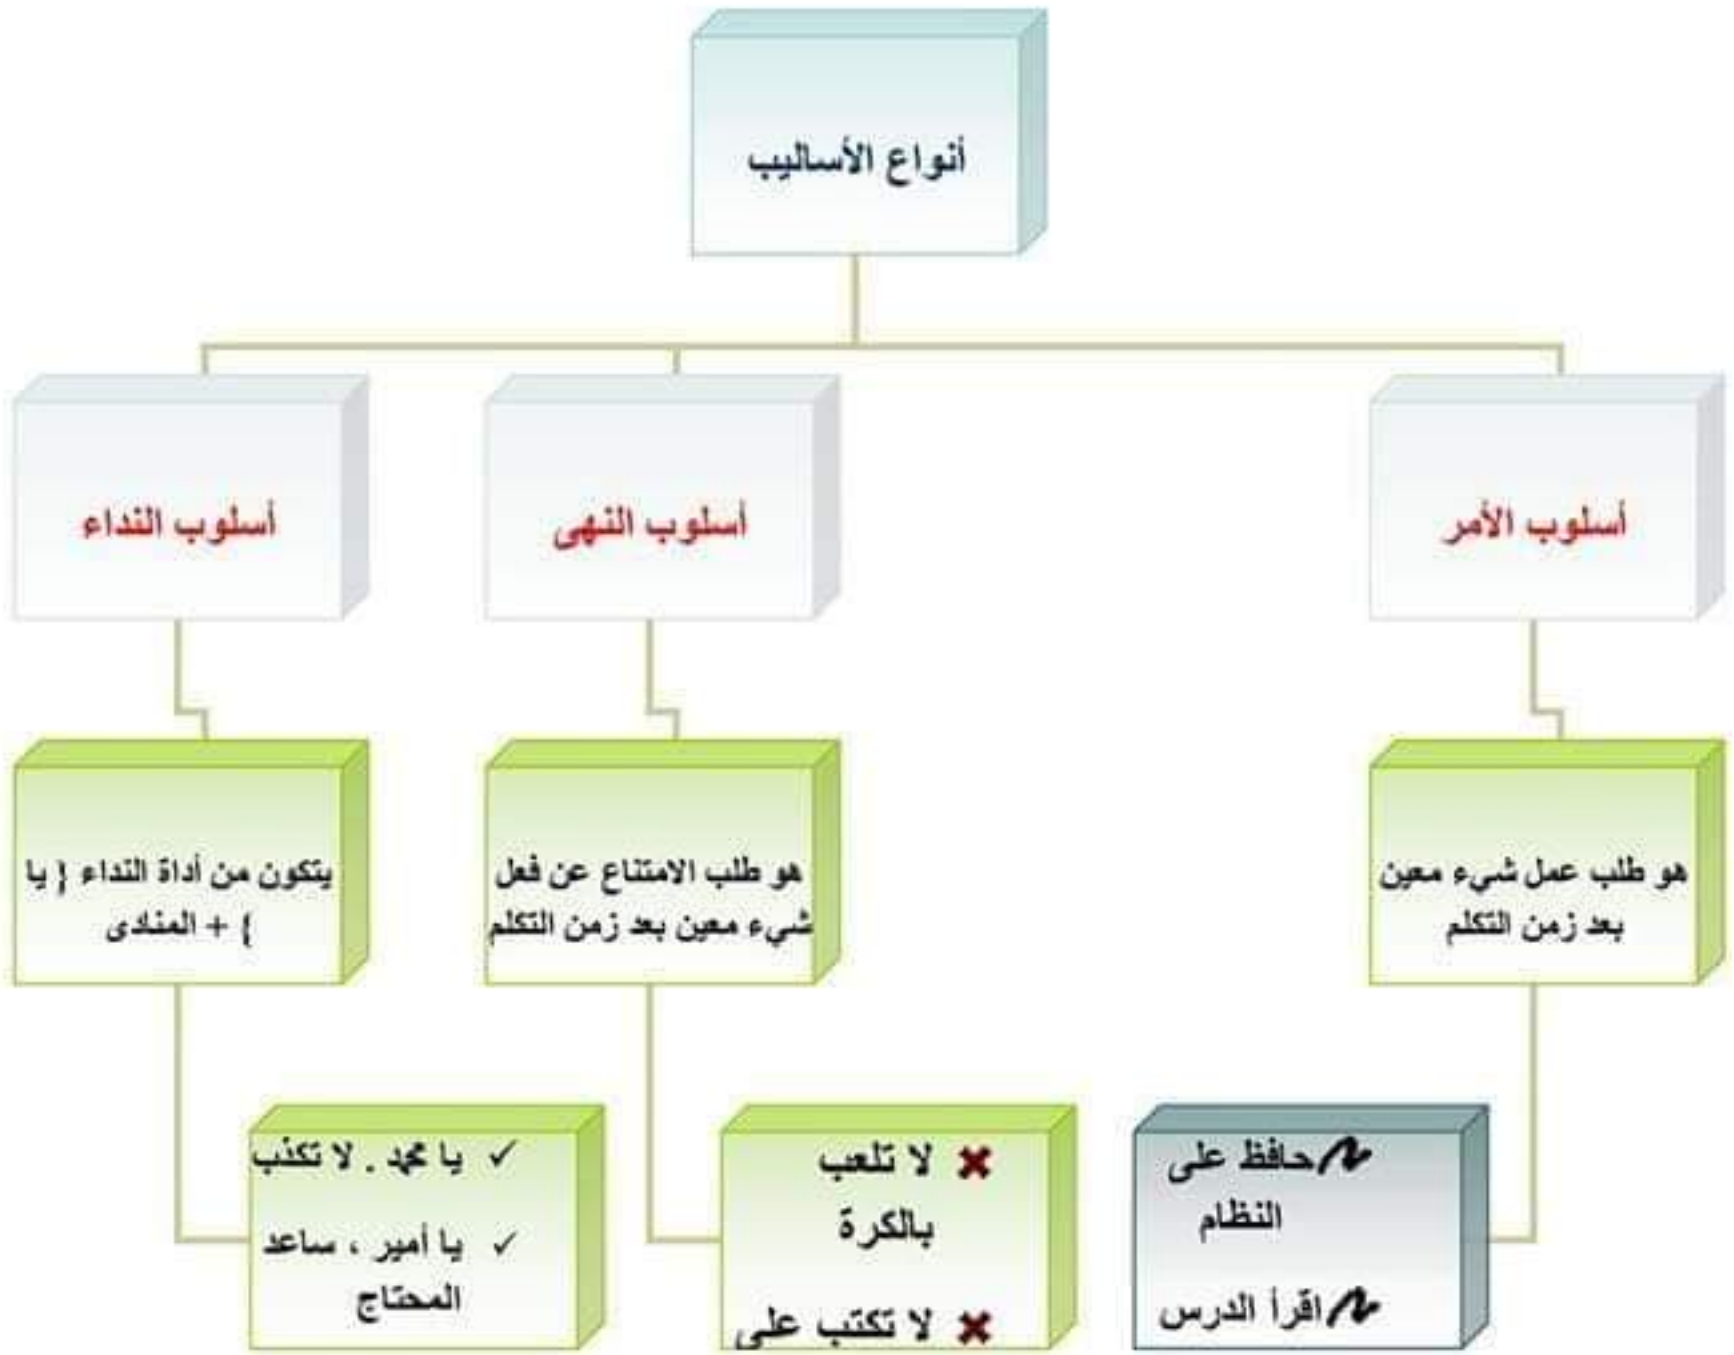 أنواع الأساليب
أسلوب الأمر
أسلوب النهى
أسلوب النداء
هو طلب عمل شيء معين
بعد زمن التكلم
هو طلب الامتناع عن فعل
شيء معين بعد زمن التكلم
يتكون من أداة النداء { يا
} + المنادى
حافظ على
النظام
اقرأ الدرس
✖ لا تلعب
بالكرة
✖ لا تكتب على
✓ يا محمد . لا تكذب
✓ يا أمير ، ساعد
المحتاج